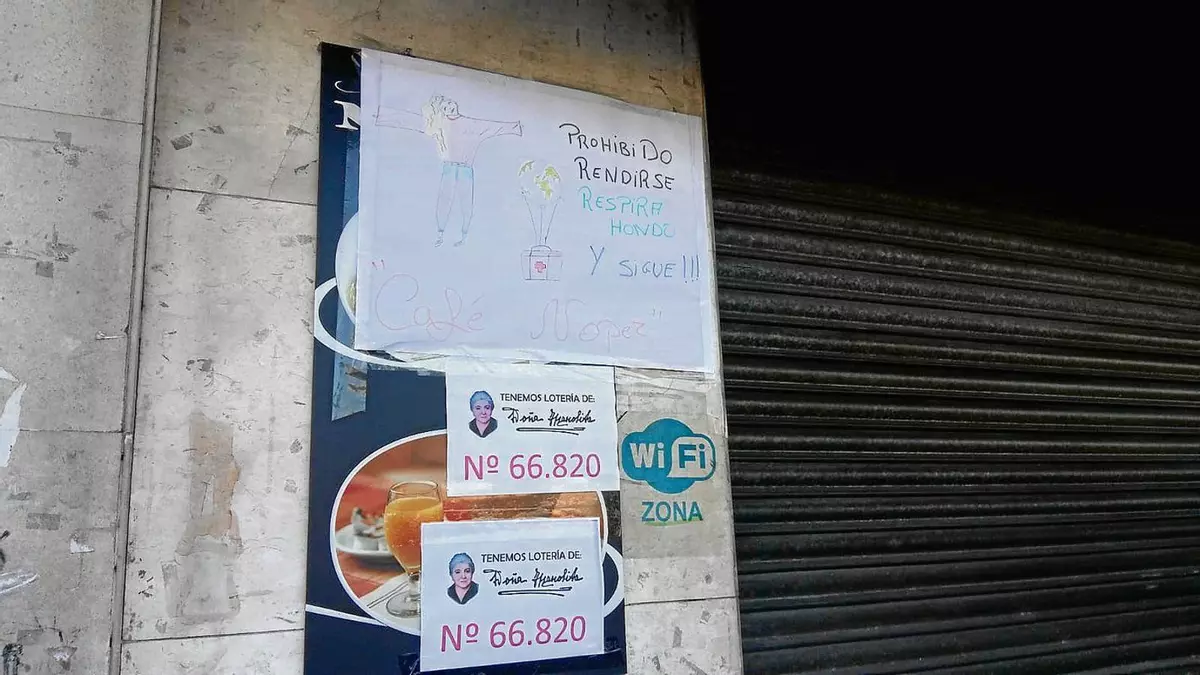 PROHIBIDO
RENDIRSE
RESPIRA
HONDO
Y SIGUE!!!
"Café Noper"
TENEMOS LOTERÍA DE:
Doña Manolita
Nº 66.820
WiFi
ZONA
TENEMOS LOTERÍA DE:
Doña Manolita
Nº 66.820